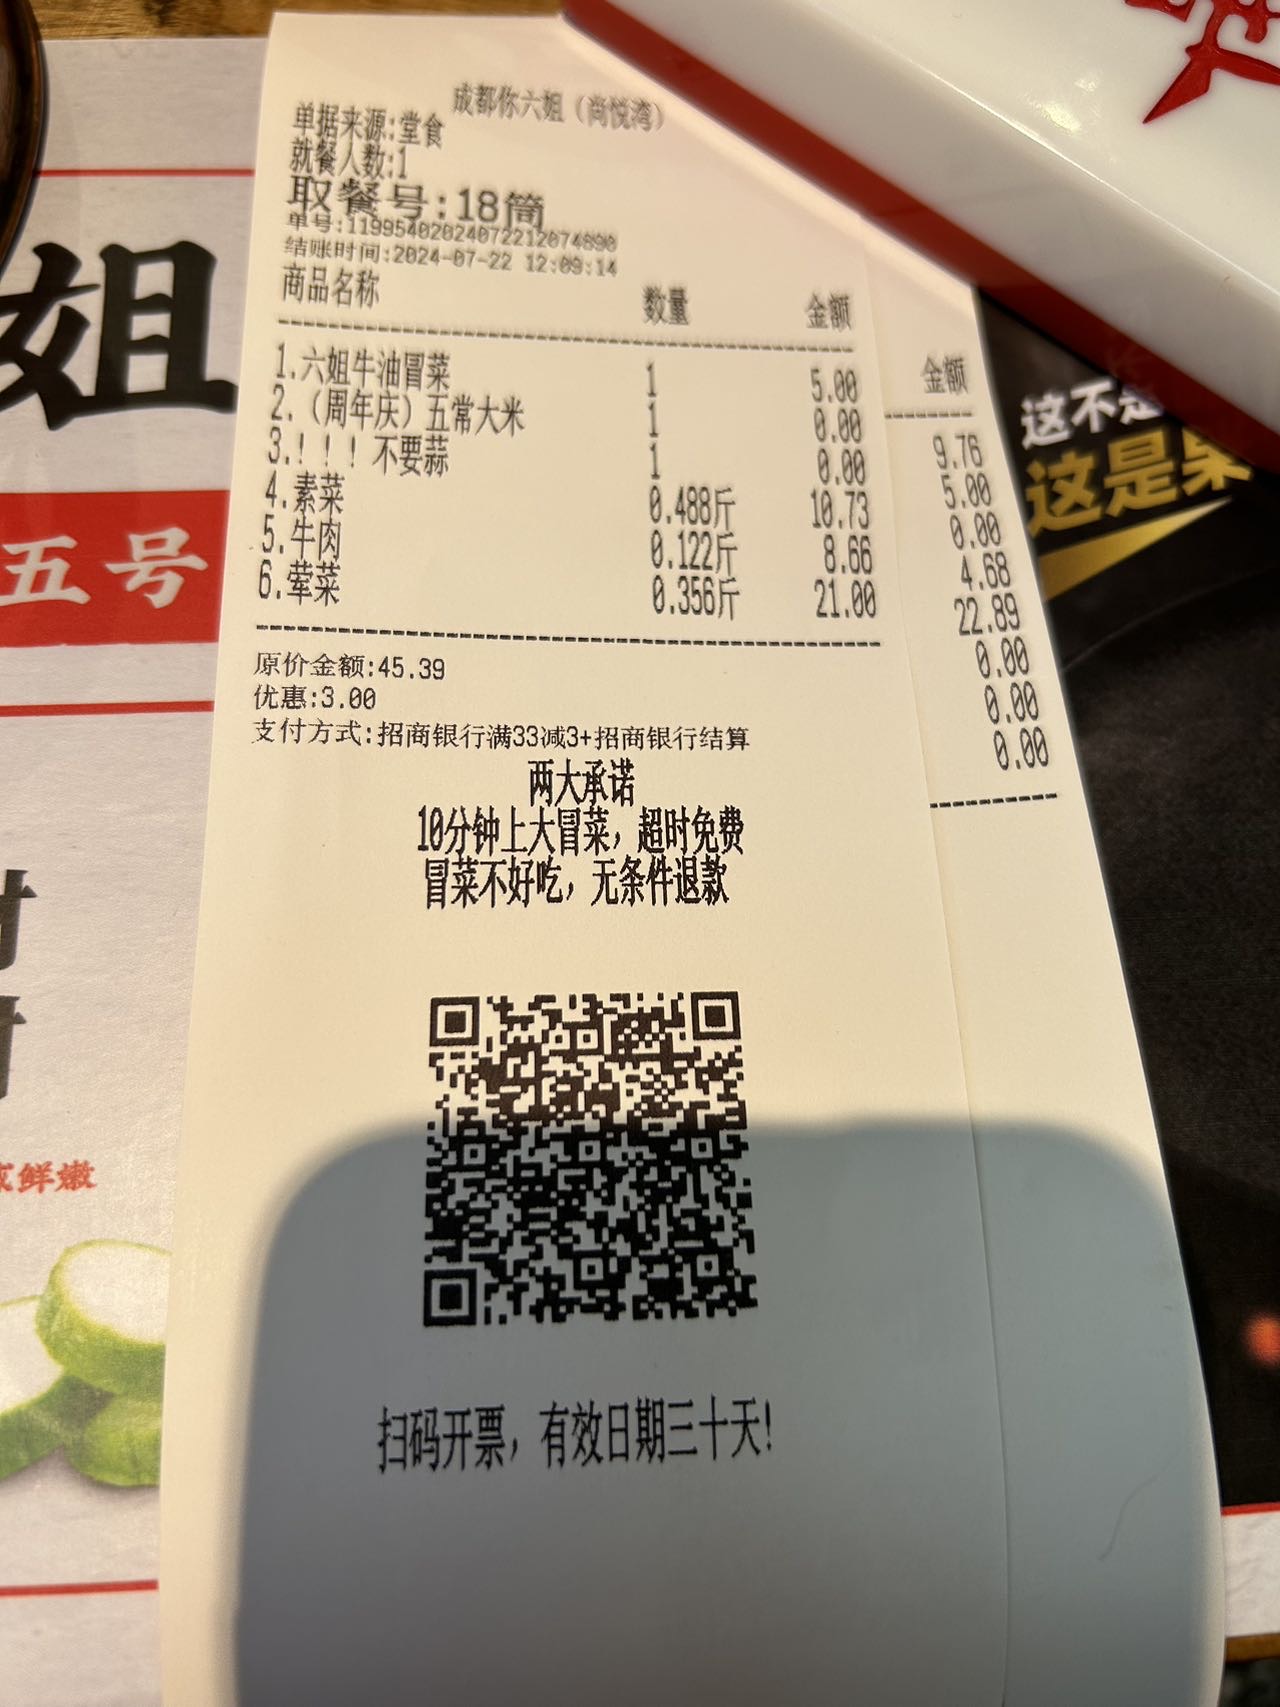 成都你六姐（尚悦湾）
单据来源:堂食
就餐人数:1
取餐号:18筒
单号:11995402024072212074890
结账时间:2024-07-22 12:09:14
商品名称 数量 金额
1.六姐牛油冒菜 1 5.00
2.（周年庆）五常大米 1 0.00
3.！！！不要蒜 1 0.00
4.素菜 0.488斤 10.73
5.牛肉 0.122斤 8.66
6.荤菜 0.356斤 21.00
原价金额:45.39
优惠:3.00
支付方式:招商银行满33减3+招商银行结算
两大承诺
10分钟上大冒菜，超时免费
冒菜不好吃，无条件退款
扫码开票，有效日期三十天!
金额
9.76
5.00
0.00
4.68
22.89
0.00
0.00
0.00
姐
五号
鲜嫩
这不是
这是果